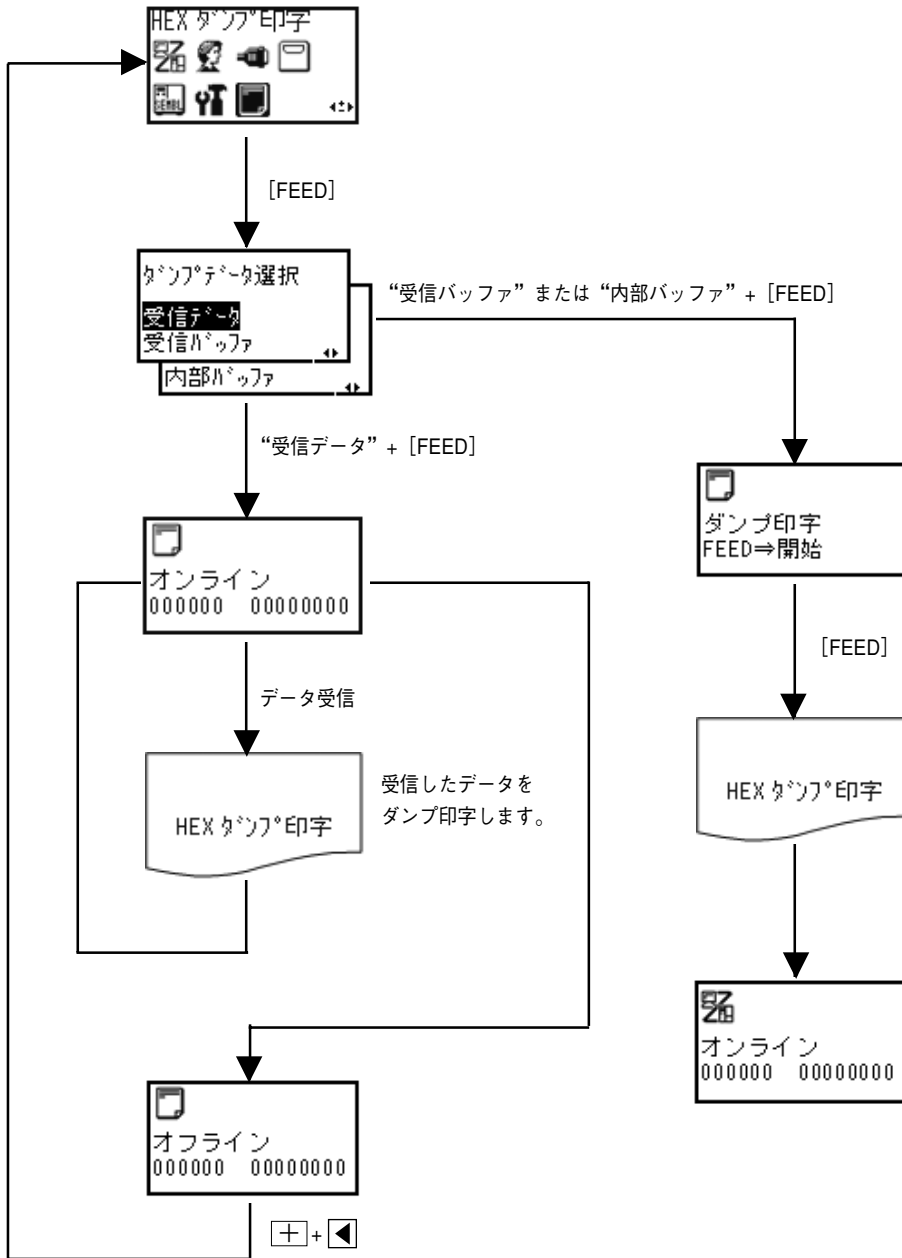 HEX ﾀﾞﾝﾌﾟ印字
SEMBL
[FEED]
ﾀﾞﾝﾌﾟﾃﾞｰﾀ選択
受信ﾃﾞｰﾀ
受信ﾊﾞｯﾌｧ
内部ﾊﾞｯﾌｧ
“受信バッファ” または “内部バッファ” + [FEED]
“受信データ” + [FEED]
オンライン
000000 00000000
データ受信
HEX ﾀﾞﾝﾌﾟ印字
受信したデータを
ダンプ印字します。
オフライン
000000 00000000
+ + ◀
ダンプ印字
FEED⇒開始
[FEED]
HEX ﾀﾞﾝﾌﾟ印字
オンライン
000000 00000000